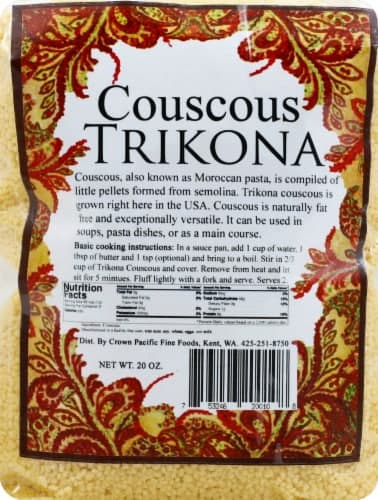 Couscous
TRIKONA
Couscous, also known as Moroccan pasta, is compiled of
little pellets formed from semolina. Trikona couscous is
grown right here in the USA. Couscous is naturally fat
free and exceptionally versatile. It can be used in
soups, pasta dishes, or as a main course.
Basic cooking instructions: In a sauce pan, add 1 cup of water, 1
tbsp of butter and 1 tsp (optional) and bring to a boil. Stir in 2/3
cup of Trikona Couscous and cover. Remove from heat and let
sit for 5 mintues. Fluff lightly with a fork and serve. Serves 2.
Nutrition
Facts
Dist. By Crown Pacific Fine Foods, Kent, WA. 425-251-8750
NET WT. 20 OZ.
7 53246 20010 8